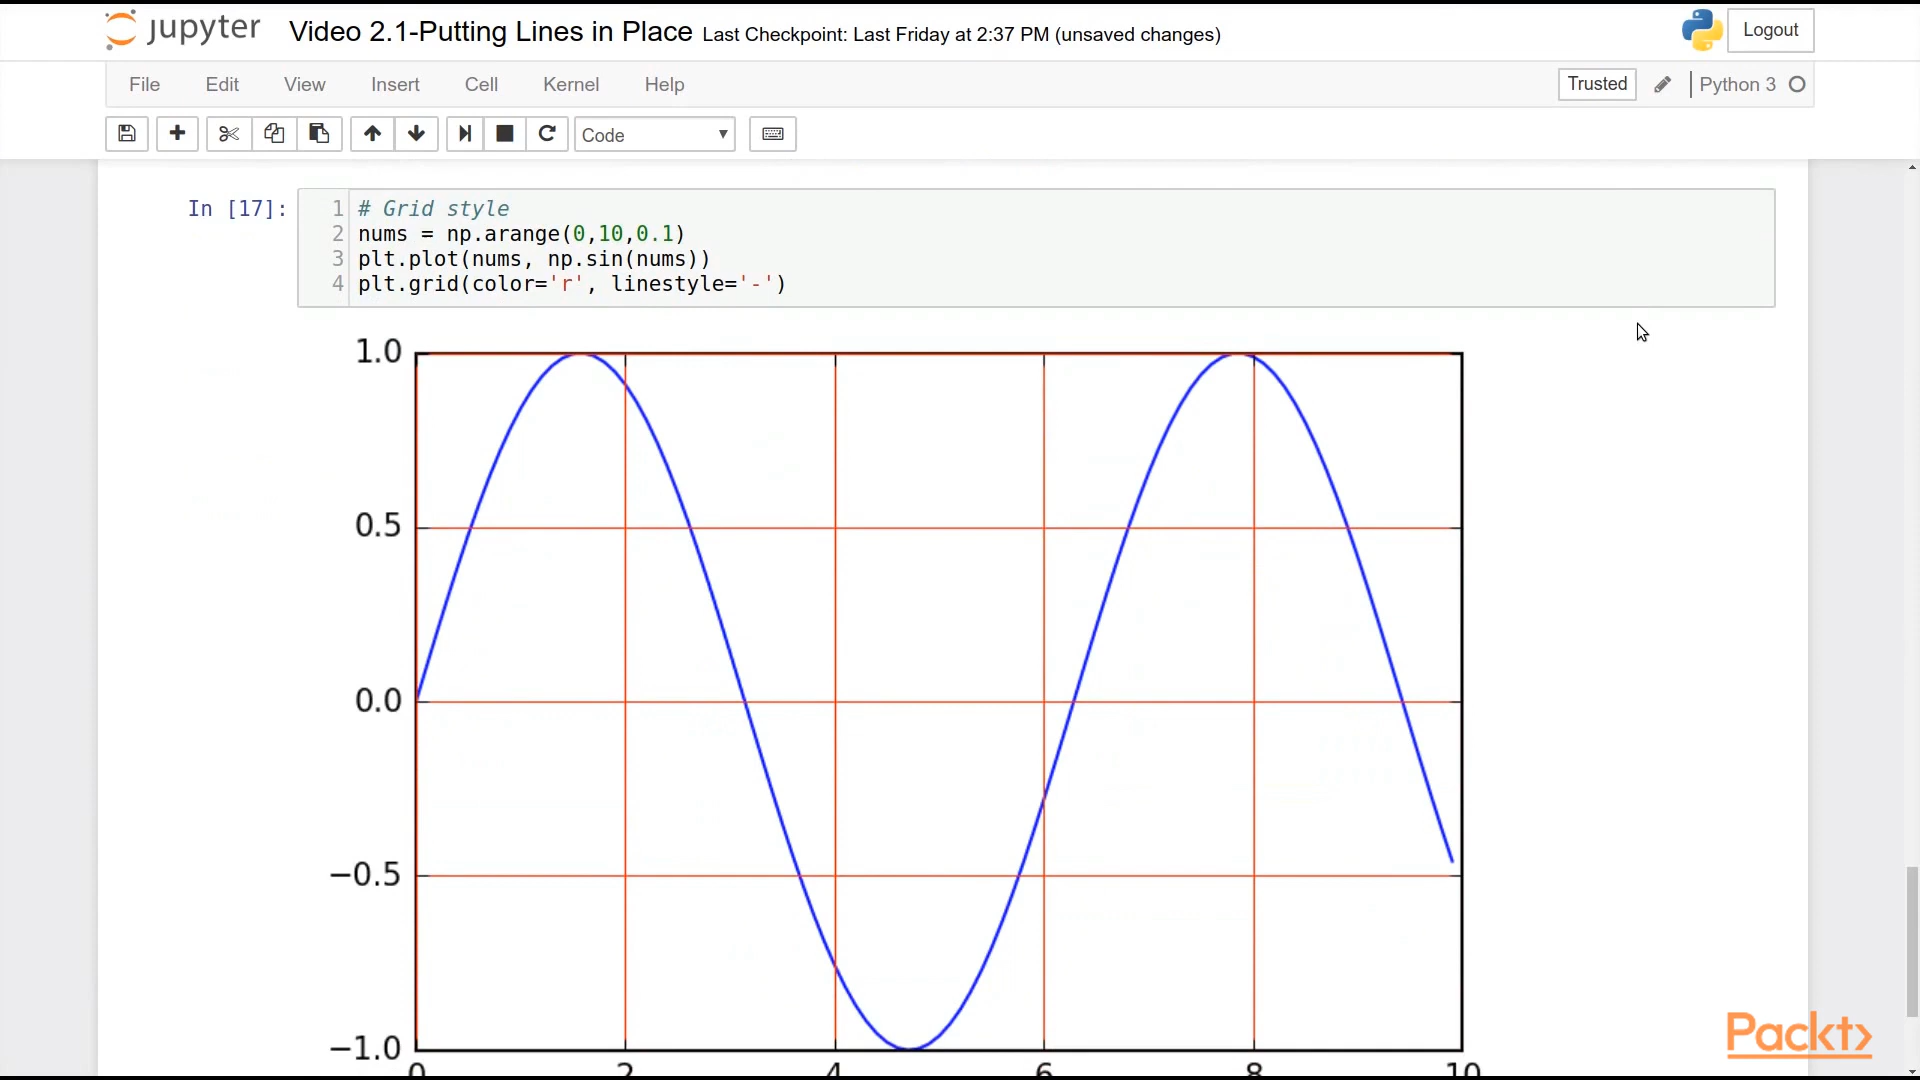 jupyter Video 2.1-Putting Lines in Place Last Checkpoint: Last Friday at 2:37 PM (unsaved changes) Logout
File Edit View Insert Cell Kernel Help Trusted Python 3
Code
In [17]:
1 # Grid style
2 nums = np.arange(0,10,0.1)
3 plt.plot(nums, np.sin(nums))
4 plt.grid(color='r', linestyle='-')
1.0
0.5
0.0
−0.5
−1.0
0 2 4 6 8 10
Packt>